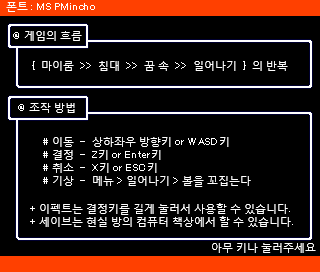 폰트 : MS PMincho
@ 게임의 흐름
{ 마이룸 >> 침대 >> 꿈 속 >> 일어나기 } 의 반복
@ 조작 방법
# 이동 - 상하좌우 방향키 or WASD키
# 결정 - Z키 or Enter키
# 취소 - X키 or ESC키
# 기상 - 메뉴 > 일어나기 > 볼을 꼬집는다
+ 이펙트는 결정키를 길게 눌러서 사용할 수 있습니다.
+ 세이브는 현실 방의 컴퓨터 책상에서 할 수 있습니다.
아무 키나 눌러주세요